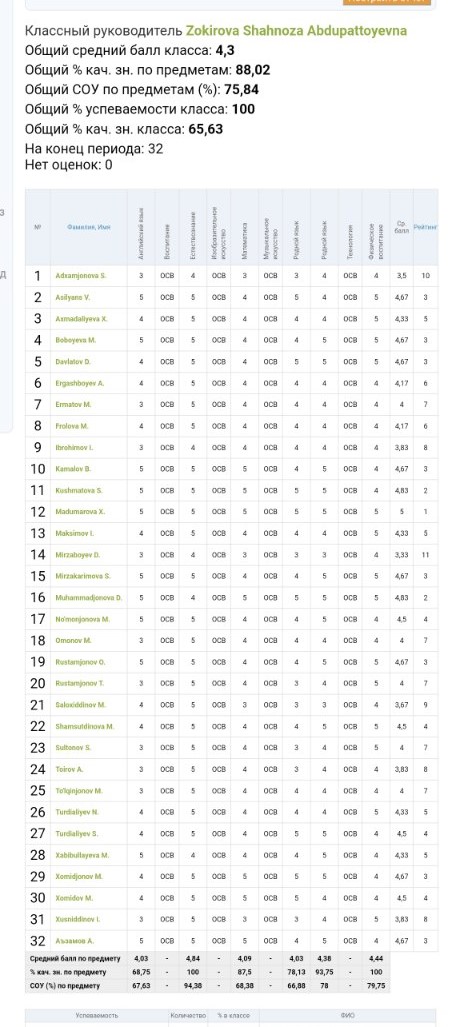 Классный руководитель Zokirova Shahnoza Abdupattoyevna
Общий средний балл класса: 4,3
Общий % кач. зн. по предметам: 88,02
Общий СОУ по предметам (%): 75,84
Общий % успеваемости класса: 100
Общий % кач. зн. класса: 65,63
На конец периода: 32
Нет оценок: 0
№ Фамилия, Имя Английский язык Воспитание Естествознание Изобразительное искусство Математика Музыкальное искусство Родной язык Родной язык Технология Физическое воспитание Ср. балл Рейтинг
1 Adxamjonova S. 3 ОСВ 4 ОСВ 3 ОСВ 3 4 ОСВ 4 3,5 10
2 Asilyans V. 5 ОСВ 5 ОСВ 4 ОСВ 4 5 ОСВ 5 4,67 3
3 Axmadaliyeva X. 4 ОСВ 5 ОСВ 4 ОСВ 4 5 ОСВ 4 4,33 5
4 Boboyeva M. 5 ОСВ 5 ОСВ 4 ОСВ 4 5 ОСВ 5 4,67 3
5 Davlatov D. 4 ОСВ 5 ОСВ 4 ОСВ 5 5 ОСВ 5 4,67 3
6 Ergashboyev A. 4 ОСВ 5 ОСВ 4 ОСВ 4 4 ОСВ 4 4,17 6
7 Ermatov M. 3 ОСВ 5 ОСВ 4 ОСВ 4 4 ОСВ 4 4 7
8 Frolova M. 4 ОСВ 5 ОСВ 4 ОСВ 4 4 ОСВ 4 4,17 6
9 Ibrohimov I. 3 ОСВ 4 ОСВ 4 ОСВ 4 4 ОСВ 4 3,83 8
10 Kamalov B. 5 ОСВ 5 ОСВ 5 ОСВ 4 5 ОСВ 4 4,67 3
11 Kushmatova S. 5 ОСВ 5 ОСВ 5 ОСВ 5 5 ОСВ 4 4,83 2
12 Madumarova X. 5 ОСВ 5 ОСВ 5 ОСВ 5 5 ОСВ 5 5 1
13 Maksimov I. 4 ОСВ 5 ОСВ 4 ОСВ 4 4 ОСВ 5 4,33 5
14 Mirzaboyev D. 3 ОСВ 4 ОСВ 3 ОСВ 3 3 ОСВ 4 3,33 11
15 Mirzakarimova S. 5 ОСВ 5 ОСВ 4 ОСВ 4 5 ОСВ 5 4,67 3
16 Muhammadjonova D. 5 ОСВ 4 ОСВ 5 ОСВ 5 5 ОСВ 5 4,83 2
17 No'monjonova M. 5 ОСВ 5 ОСВ 4 ОСВ 4 5 ОСВ 4 4,5 4
18 Omonov M. 3 ОСВ 5 ОСВ 4 ОСВ 4 4 ОСВ 4 4 7
19 Rustamjonov O. 5 ОСВ 5 ОСВ 4 ОСВ 4 5 ОСВ 5 4,67 3
20 Rustamjonov T. 3 ОСВ 5 ОСВ 4 ОСВ 3 4 ОСВ 5 4 7
21 Saloxiddinov M. 4 ОСВ 5 ОСВ 3 ОСВ 3 3 ОСВ 4 3,67 9
22 Shamsutdinova M. 4 ОСВ 5 ОСВ 4 ОСВ 4 5 ОСВ 5 4,5 4
23 Sultonov S. 3 ОСВ 5 ОСВ 4 ОСВ 3 4 ОСВ 5 4 7
24 Toirov A. 3 ОСВ 5 ОСВ 4 ОСВ 3 4 ОСВ 4 3,83 8
25 To'lqinjonov M. 3 ОСВ 5 ОСВ 4 ОСВ 4 4 ОСВ 4 4 7
26 Turdialiyev N. 4 ОСВ 5 ОСВ 4 ОСВ 4 4 ОСВ 5 4,33 5
27 Turdialiyev S. 4 ОСВ 5 ОСВ 4 ОСВ 5 5 ОСВ 4 4,5 4
28 Xabibullayeva M. 5 ОСВ 4 ОСВ 4 ОСВ 4 5 ОСВ 4 4,33 5
29 Xomidjonov M. 4 ОСВ 5 ОСВ 5 ОСВ 5 5 ОСВ 4 4,67 3
30 Xomidov M. 4 ОСВ 5 ОСВ 5 ОСВ 4 5 ОСВ 4 4,5 4
31 Xusniddinov I. 3 ОСВ 5 ОСВ 3 ОСВ 3 4 ОСВ 5 3,83 8
32 Аъзамов А. 5 ОСВ 5 ОСВ 5 ОСВ 4 5 ОСВ 4 4,67 3
Средний балл по предмету 4,03 - 4,84 - 4,09 - 4,03 4,38 - 4,44
% кач. зн. по предмету 68,75 - 100 - 87,5 - 78,13 93,75 - 100
СОУ (%) по предмету 67,63 - 94,38 - 68,38 - 66,88 78 - 79,75
Успеваемость Количество % в классе ФИО